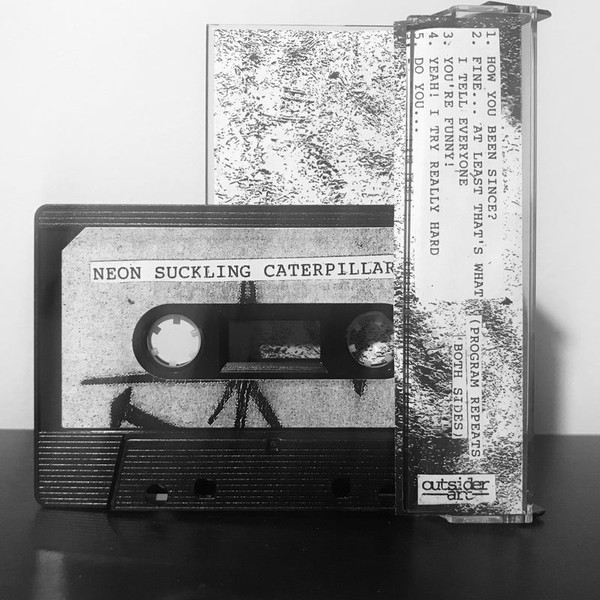 NEON SUCKLING CATERPILLAR
1. HOW YOU BEEN SINCE?
2. FINE... AT LEAST THAT'S WHAT
I TELL EVERYONE
3. YOU'RE FUNNY!
4. YEAH! I TRY REALLY HARD
5. DO YOU...
(PROGRAM REPEATS
BOTH SIDES)
outsider
art